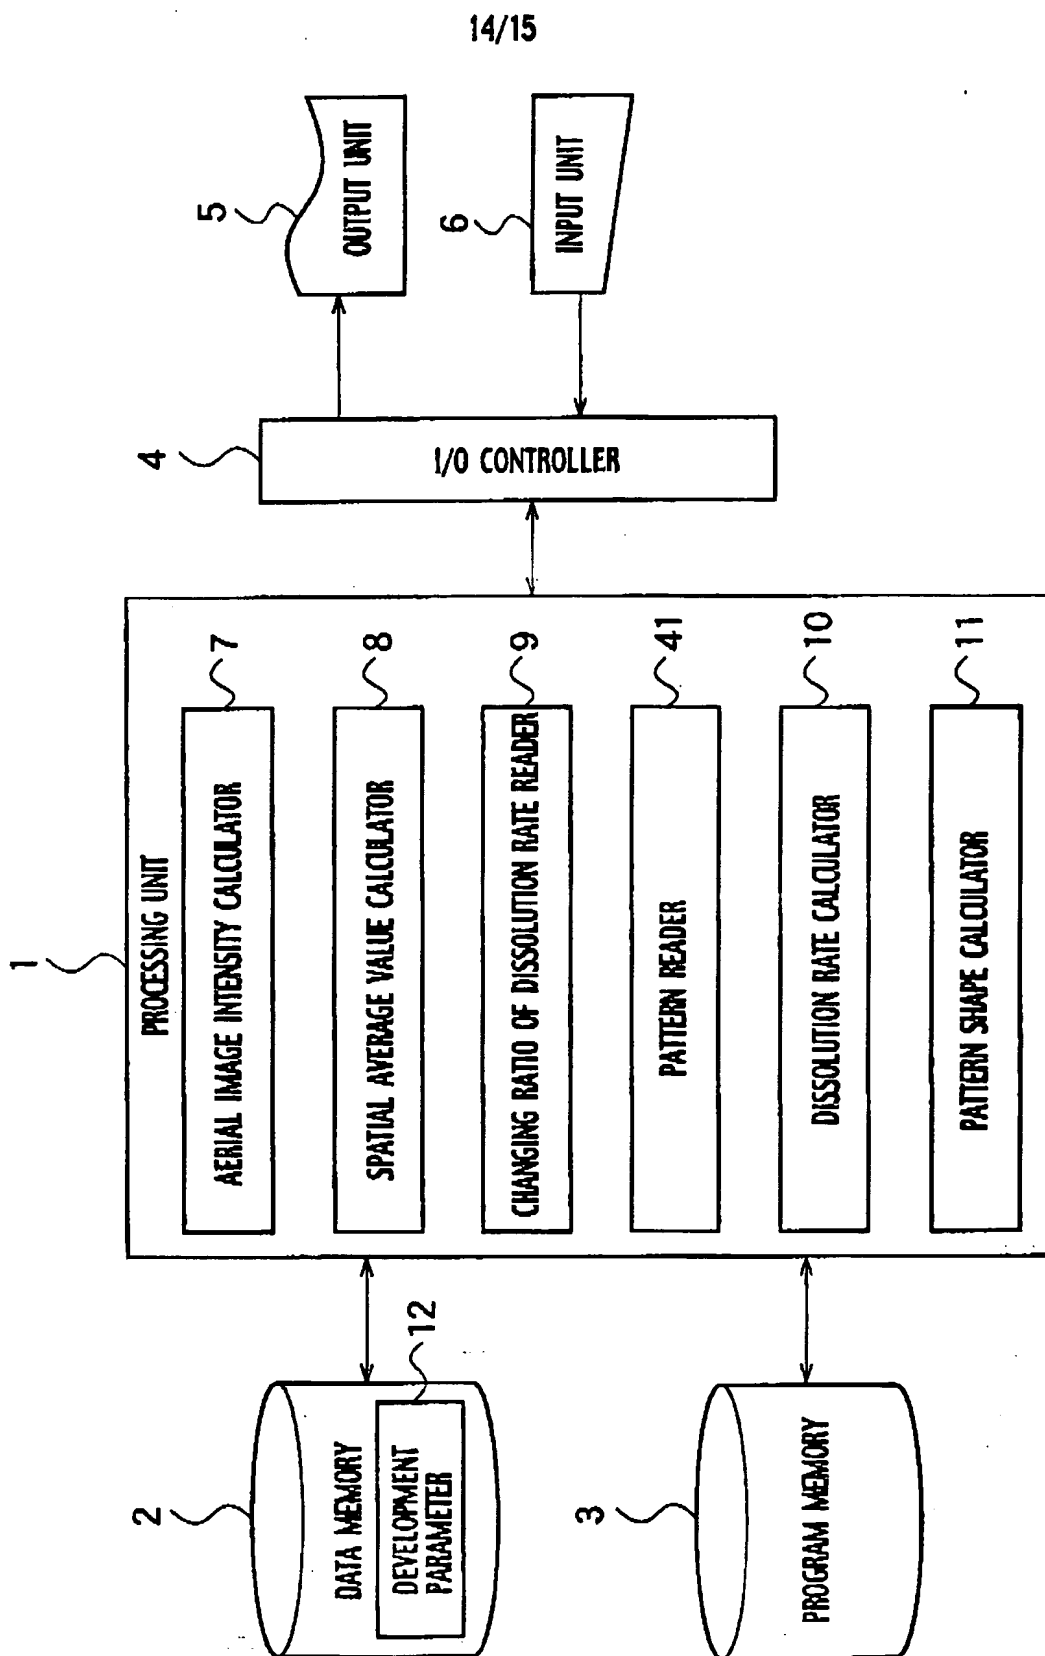 14/15
1
PROCESSING UNIT
AERIAL IMAGE INTENSITY CALCULATOR
7
SPATIAL AVERAGE VALUE CALCULATOR
8
CHANGING RATIO OF DISSOLUTION RATE READER
9
PATTERN READER
41
DISSOLUTION RATE CALCULATOR
10
PATTERN SHAPE CALCULATOR
11
2
DATA MEMORY
DEVELOPMENT
PARAMETER
12
3
PROGRAM MEMORY
4
I/O CONTROLLER
5
OUTPUT UNIT
6
INPUT UNIT